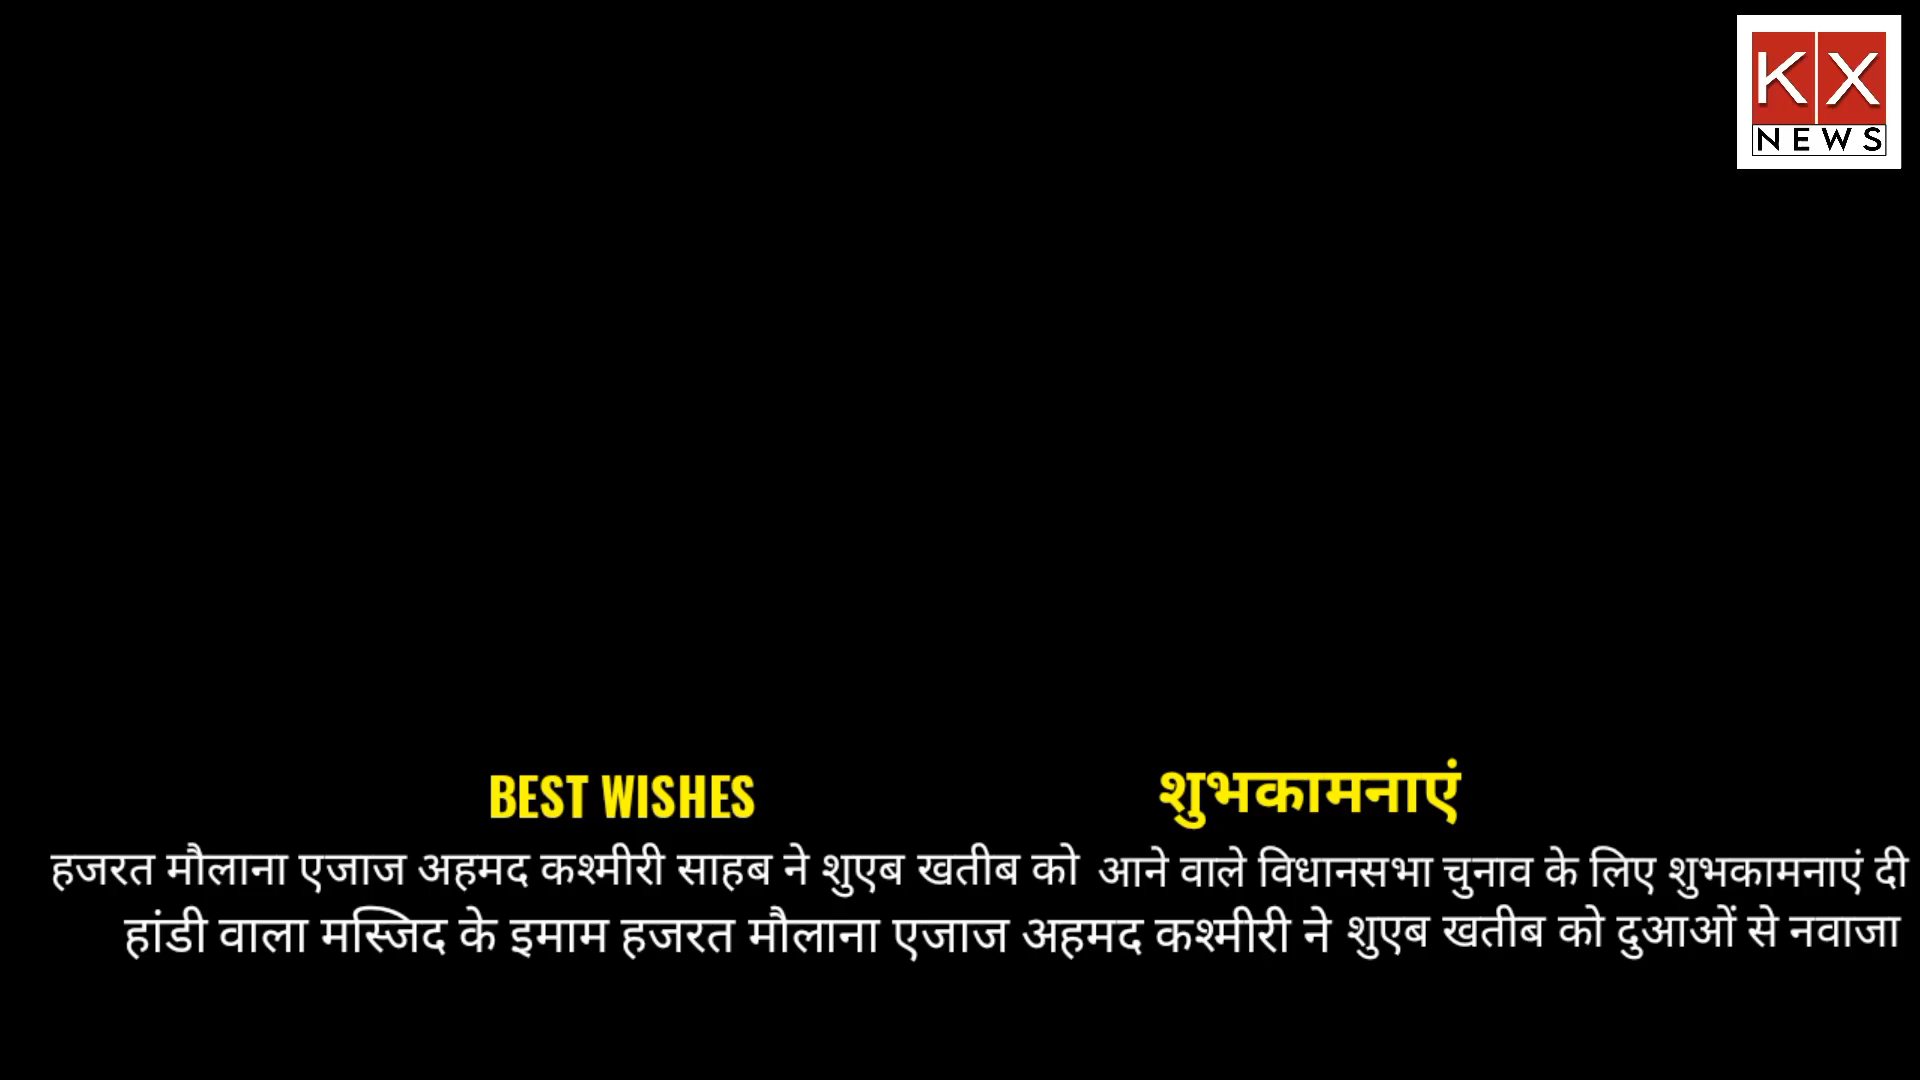 KX
NEWS
BEST WISHES शुभकामनाएं
हजरत मौलाना एजाज अहमद कश्मीरी साहब ने शुएब खतीब को आने वाले विधानसभा चुनाव के लिए शुभकामनाएं दी
हांडी वाला मस्जिद के इमाम हजरत मौलाना एजाज अहमद कश्मीरी ने शुएब खतीब को दुआओं से नवाजा